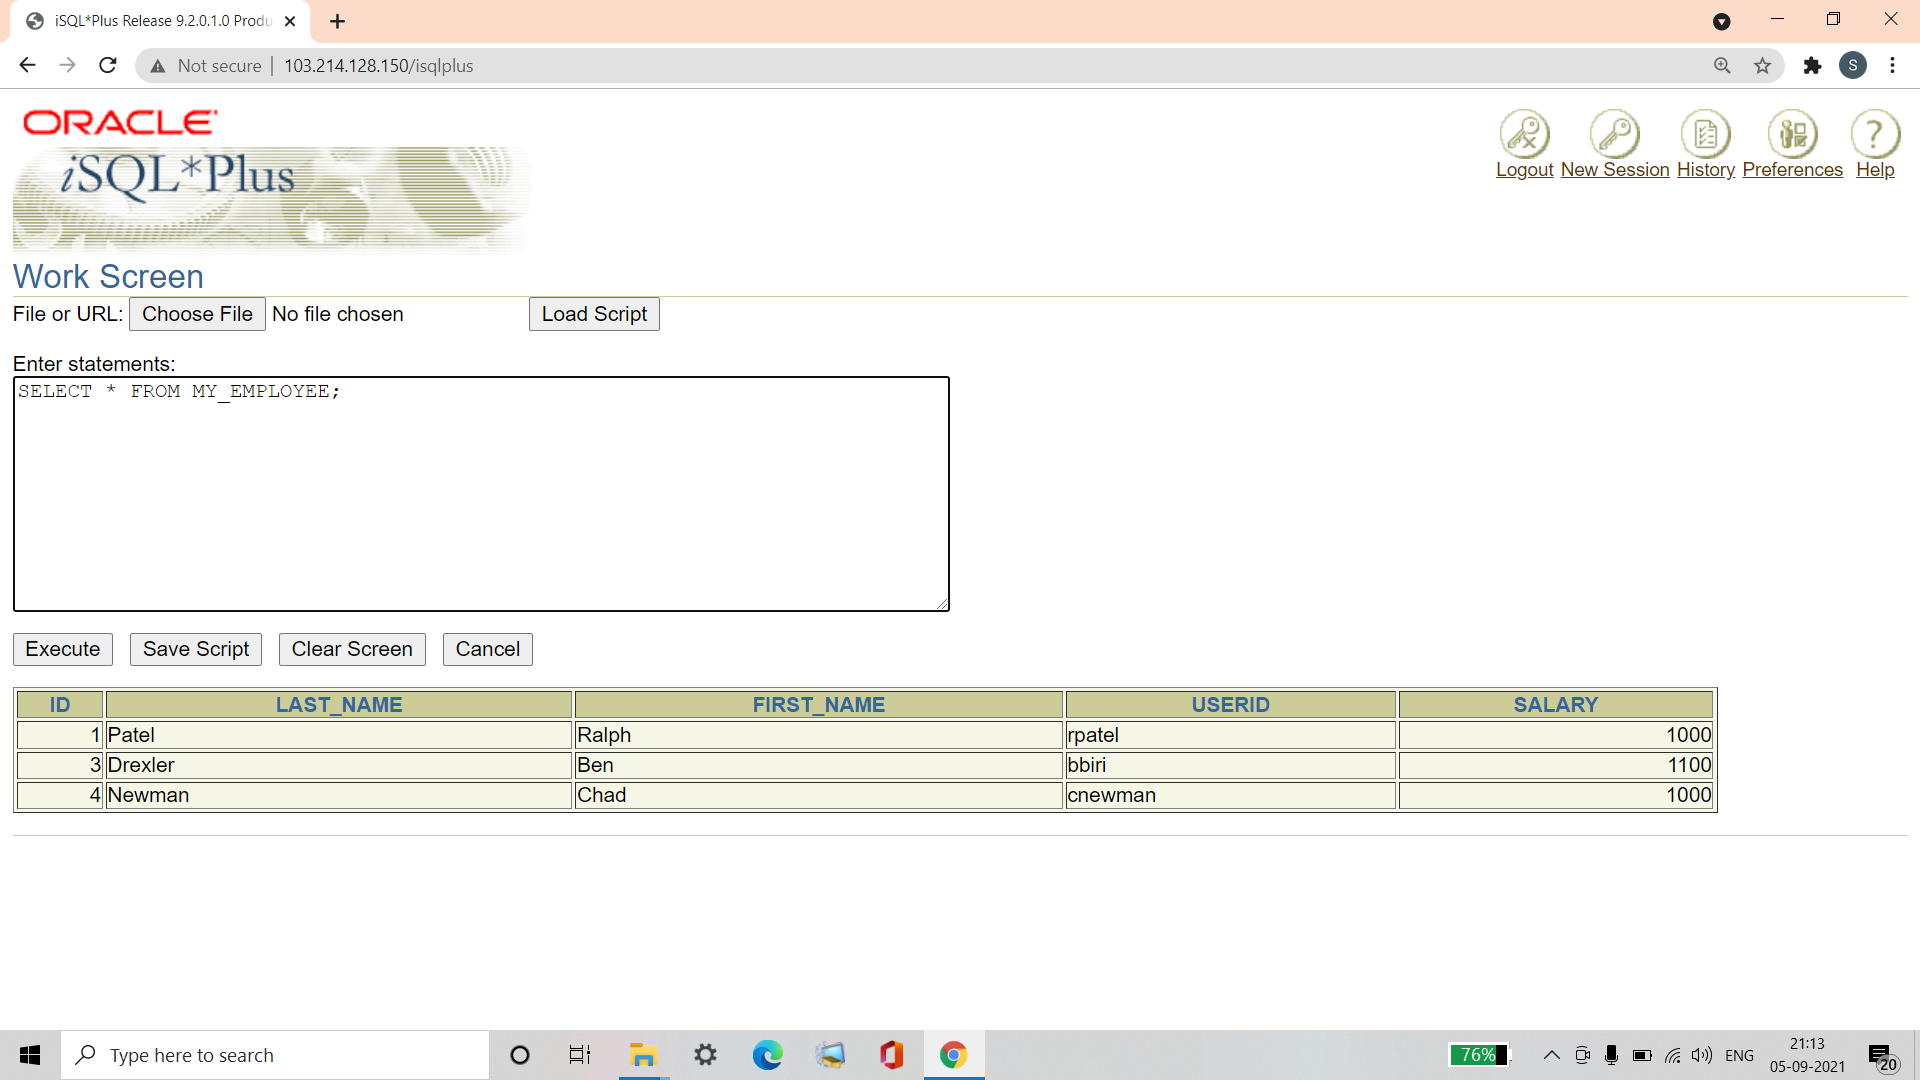 iSQL*Plus Release 9.2.0.1.0 Produ
Not secure | 103.214.128.150/isqlplus
S
ORACLE
iSQL*Plus
Logout New Session History Preferences Help
Work Screen
File or URL: Choose File No file chosen Load Script
Enter statements:
SELECT * FROM MY_EMPLOYEE;
Execute Save Script Clear Screen Cancel
ID LAST_NAME FIRST_NAME USERID SALARY
1 Patel Ralph rpatel 1000
3 Drexler Ben bbiri 1100
4 Newman Chad cnewman 1000
Type here to search
76%
ENG
21:13
05-09-2021
20